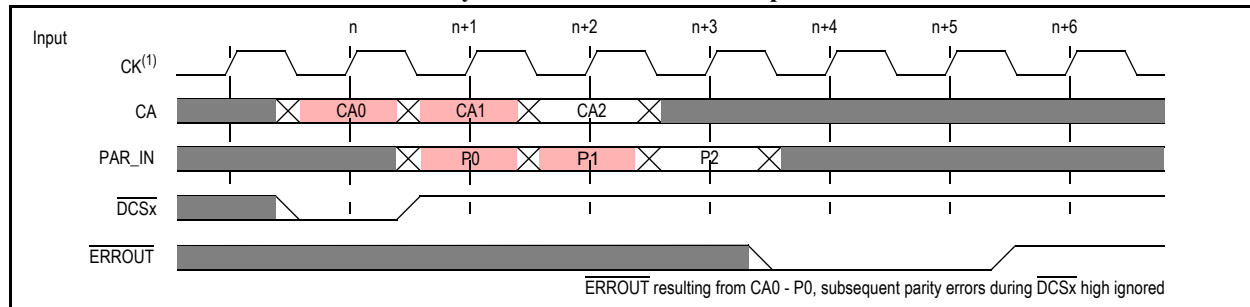 Input
n n+1 n+2 n+3 n+4 n+5 n+6
CK(1)
CA CA0 CA1 CA2
PAR_IN P0 P1 P2
DCSx
ERROUT
ERROUT resulting from CA0 - P0, subsequent parity errors during DCSx high ignored